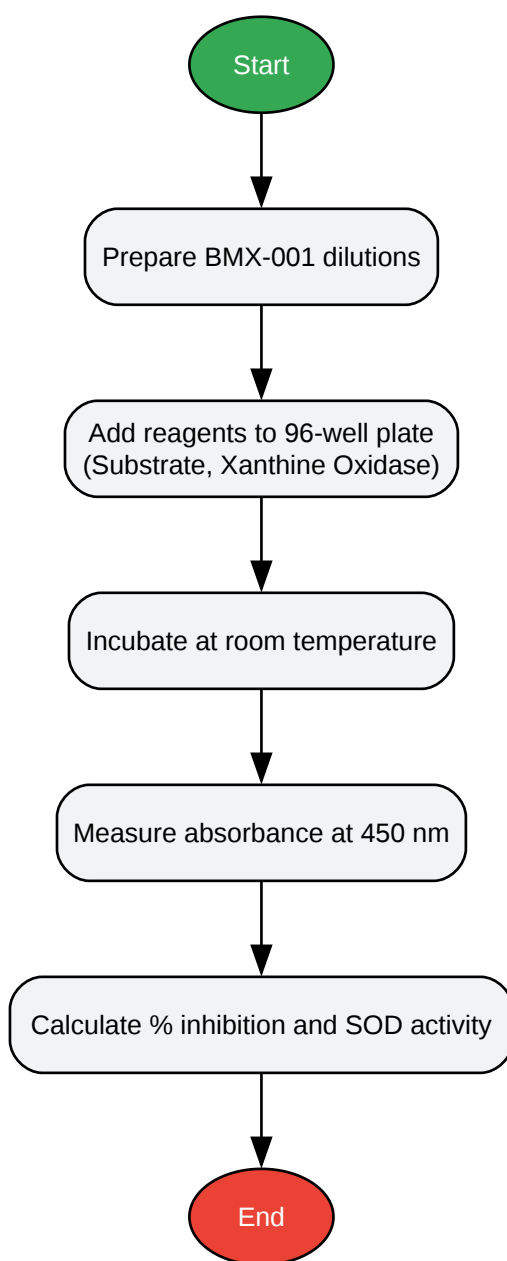 Start
Prepare BMX-001 dilutions
Add reagents to 96-well plate
(Substrate, Xanthine Oxidase)
Incubate at room temperature
Measure absorbance at 450 nm
Calculate % inhibition and SOD activity
End